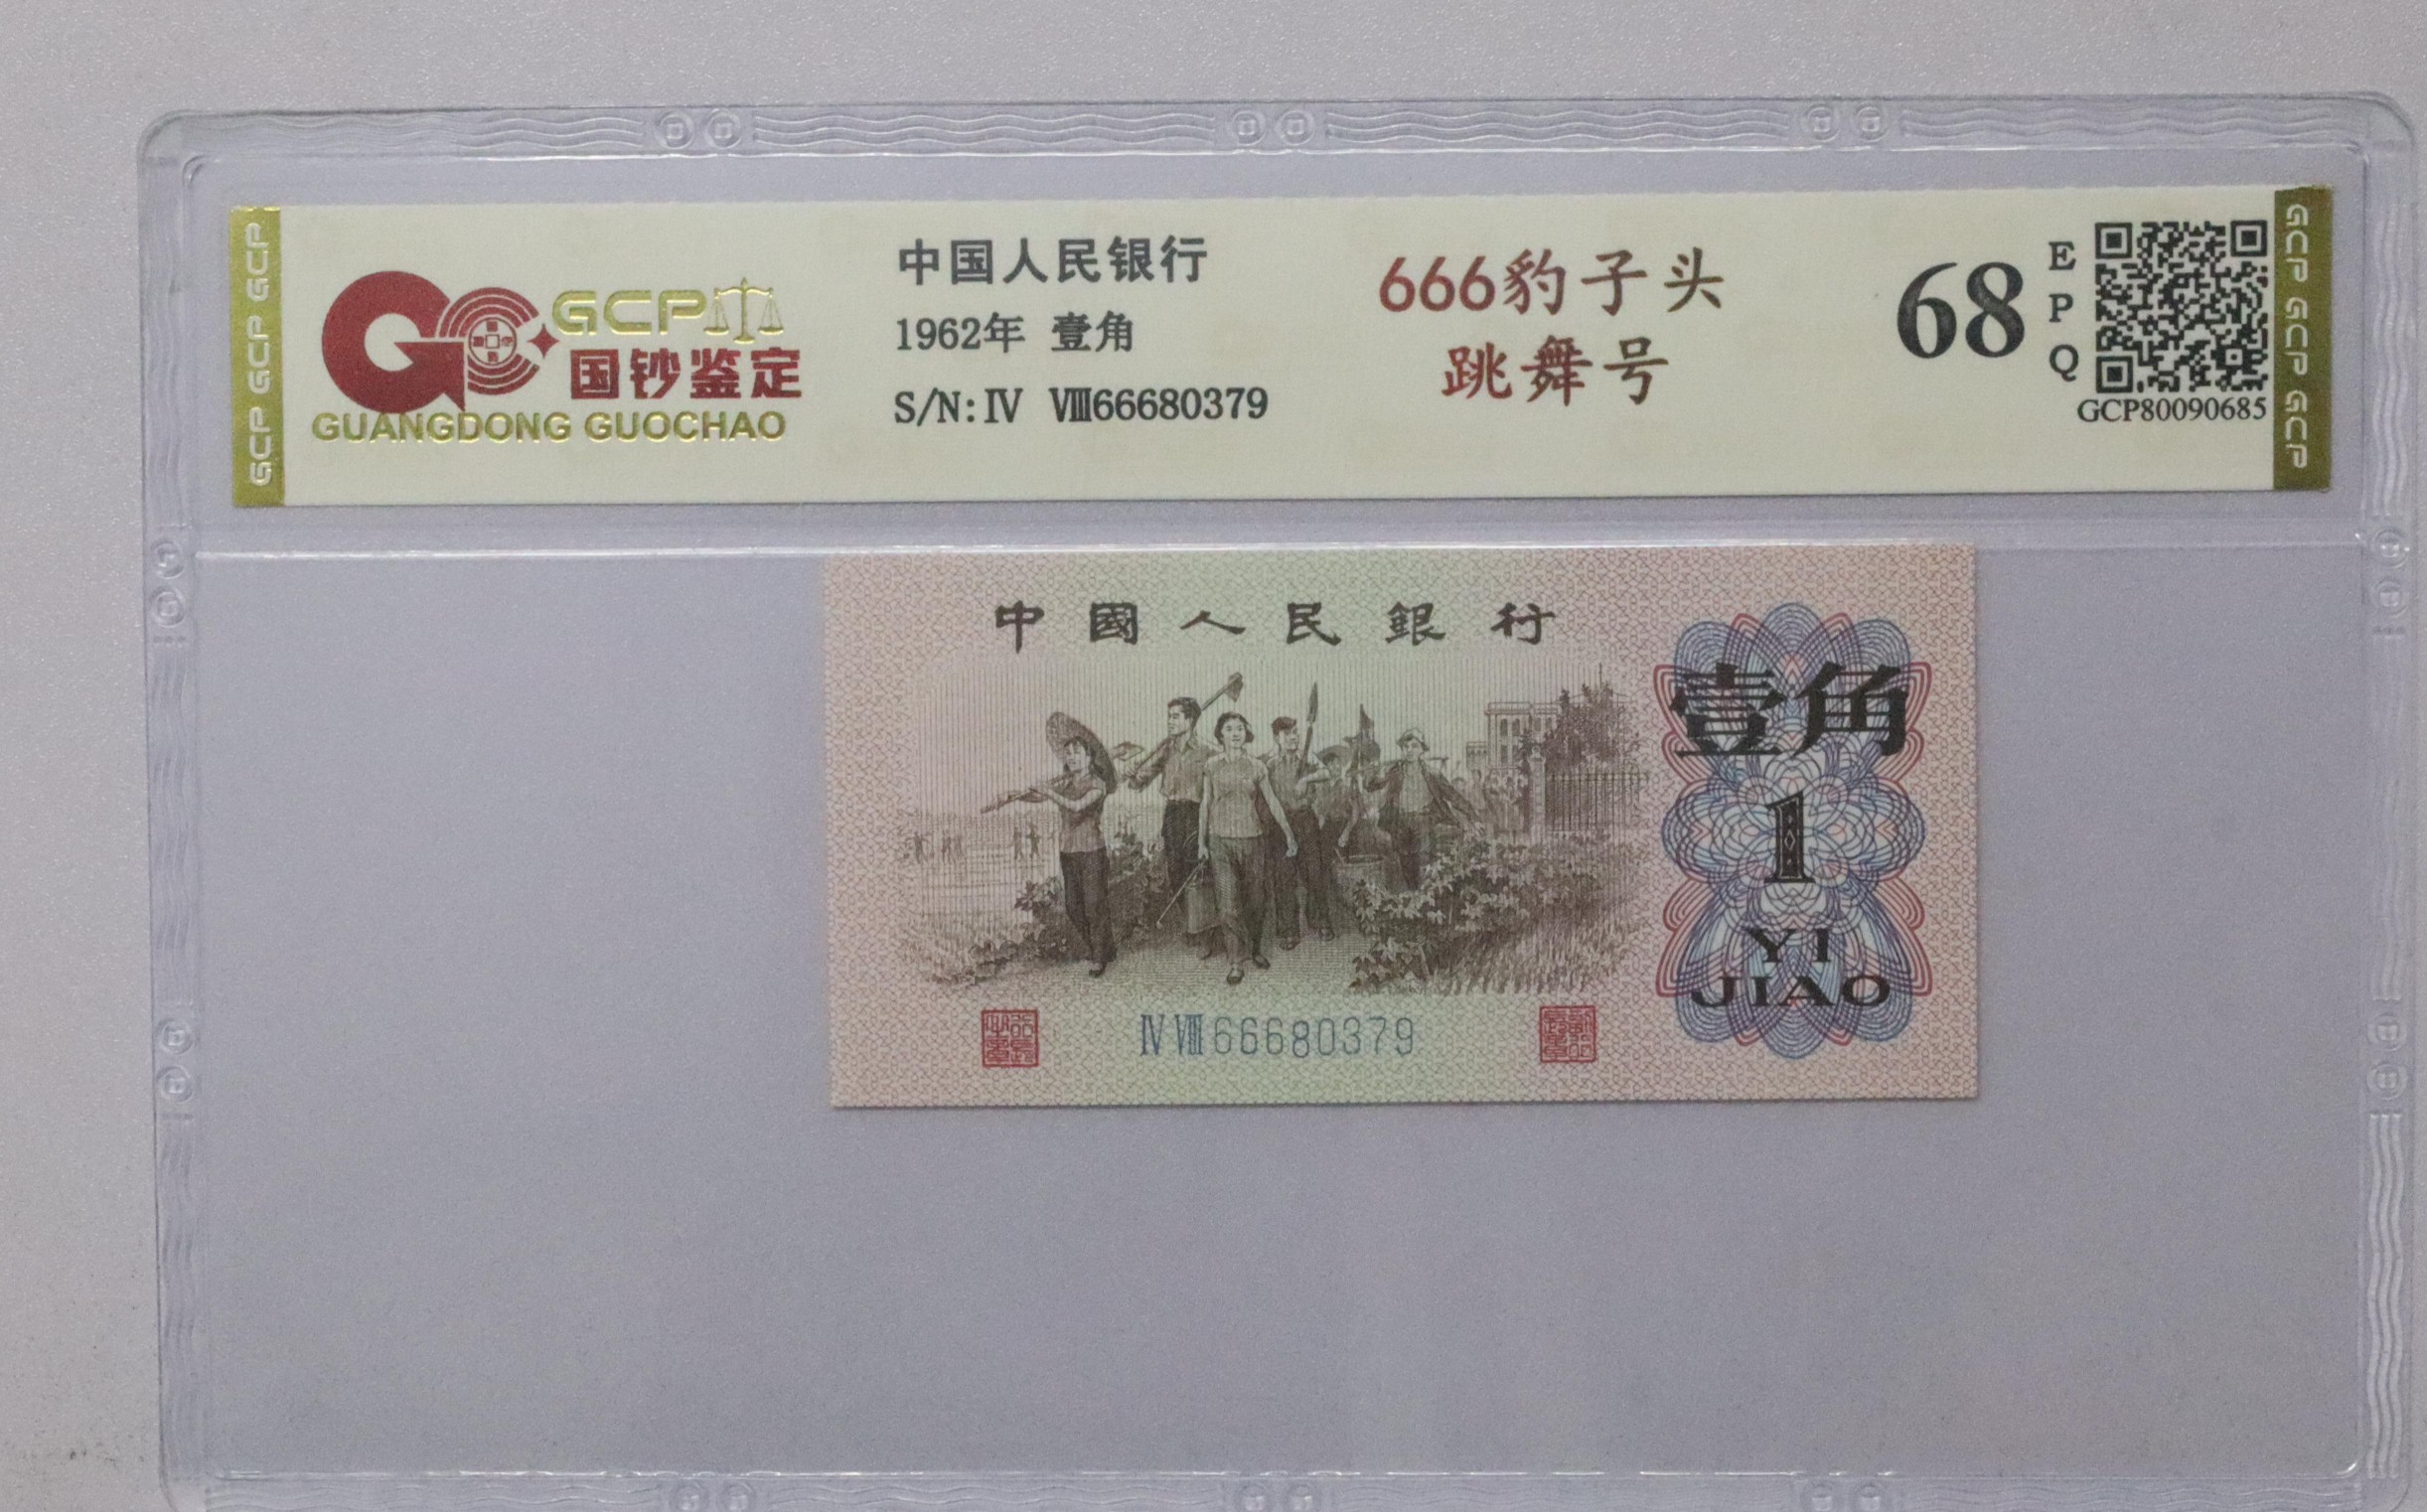 GCP GCP GCP
GCP
国钞鉴定
GUANGDONG GUOCHAO
中国人民银行
1962年 壹角
S/N: Ⅳ Ⅷ66680379
666豹子头
跳舞号
68
EPQ
GCP80090685
GCP GCP GCP
中國人民銀行
壹角
1
YI
JIAO
Ⅳ Ⅷ 66680379